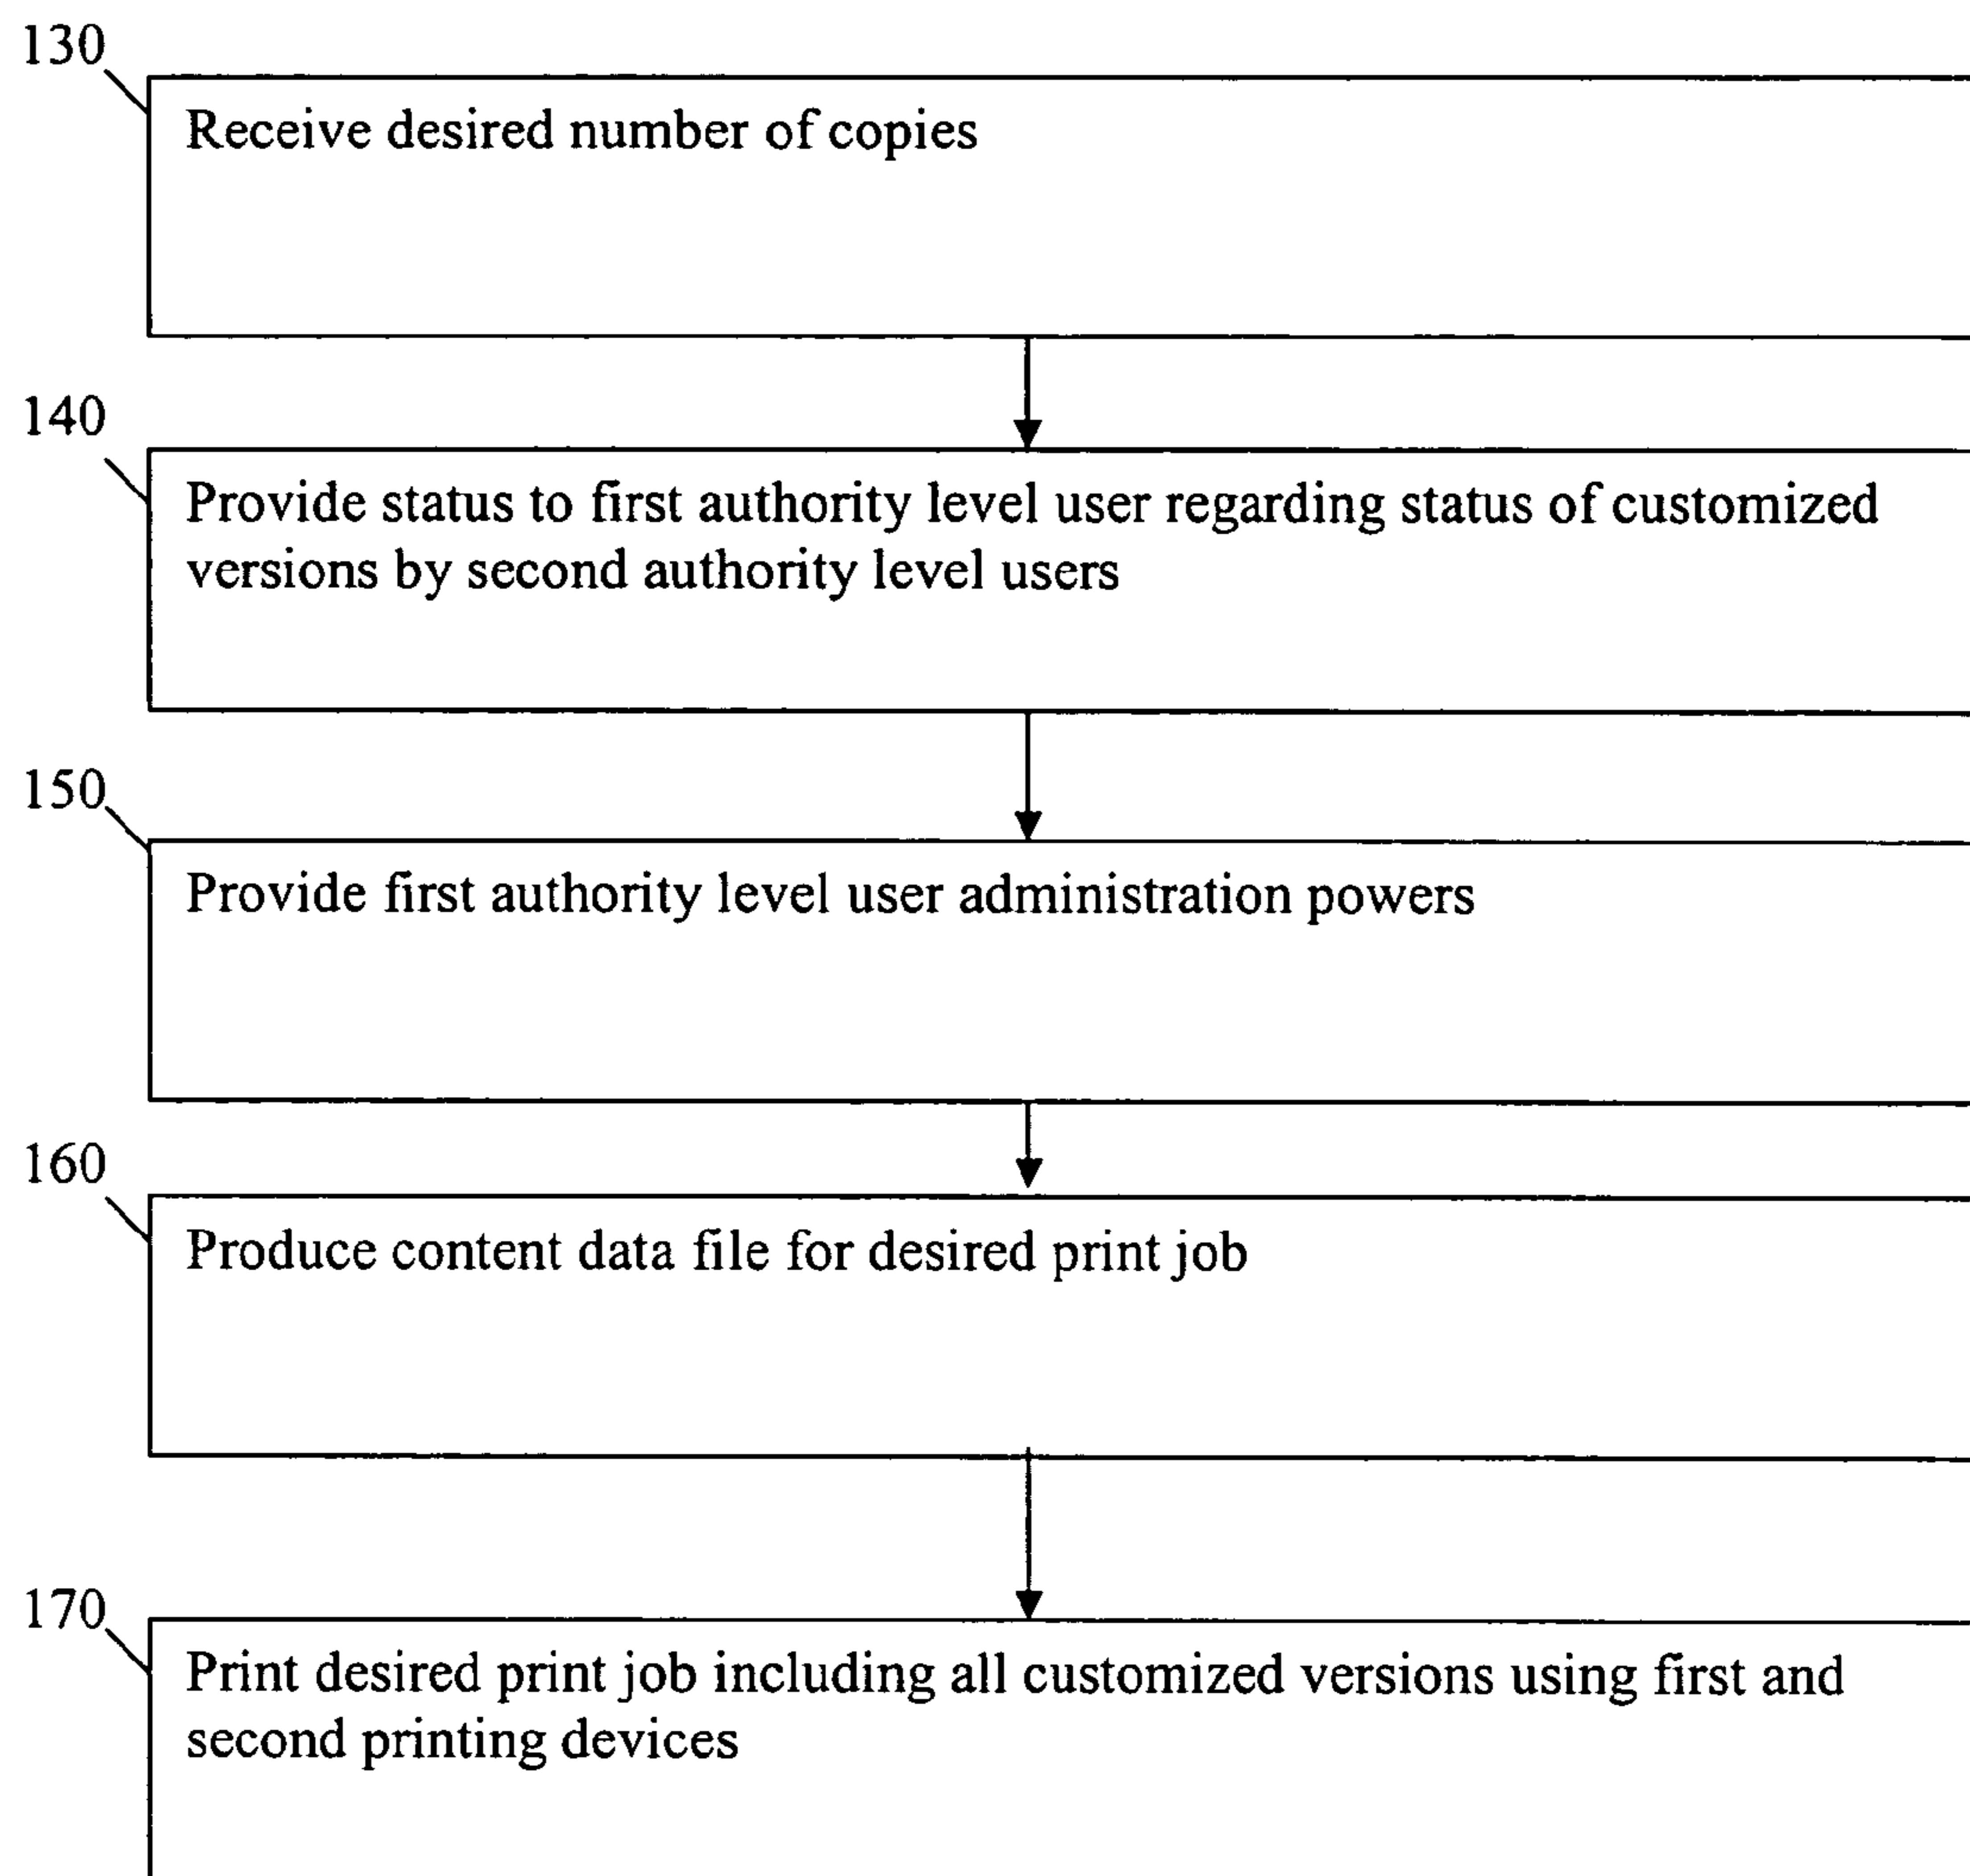 130
Receive desired number of copies
140
Provide status to first authority level user regarding status of customized
versions by second authority level users
150
Provide first authority level user administration powers
160
Produce content data file for desired print job
170
Print desired print job including all customized versions using first and
second printing devices